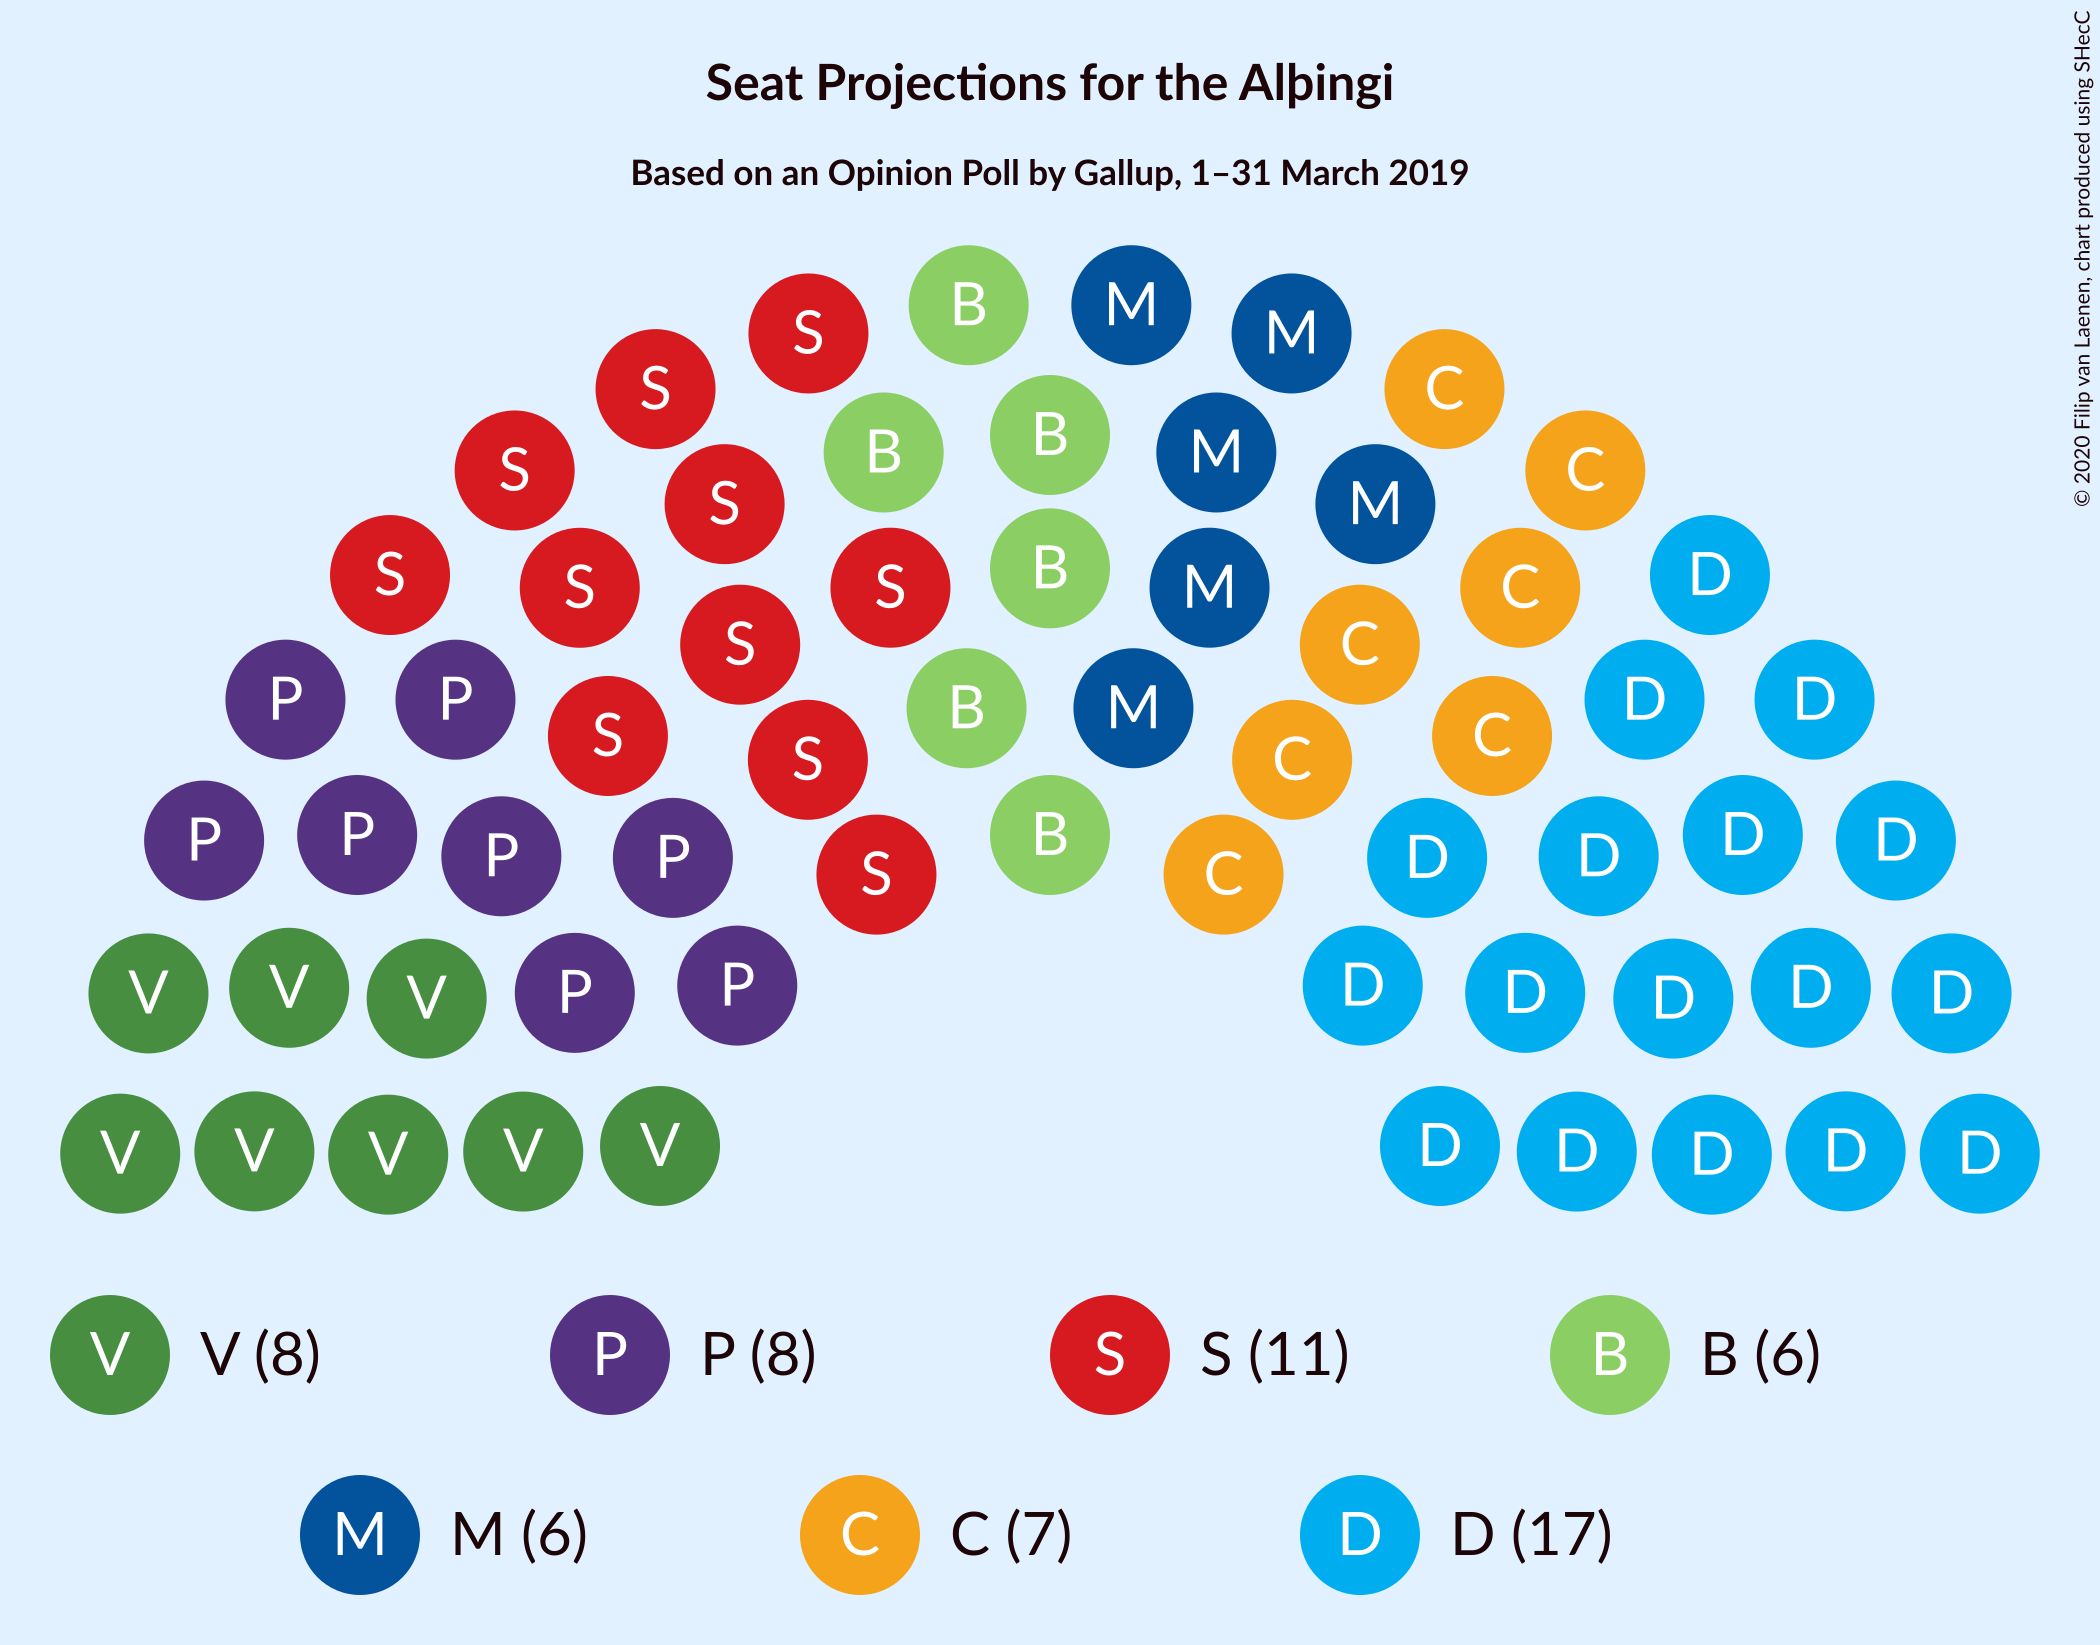 Seat Projections for the Alþingi
Based on an Opinion Poll by Gallup, 1–31 March 2019
© 2020 Filip van Laenen, chart produced using SHecC
S B M M
S C
B B M
S S M C
S S S B M C D
S C
P P S B M C D D
S C
P P P P B D D D D
S C
V V V P P D D D D D
V V V V V D D D D D
V V (8) P P (8) S S (11) B B (6)
M M (6) C C (7) D D (17)